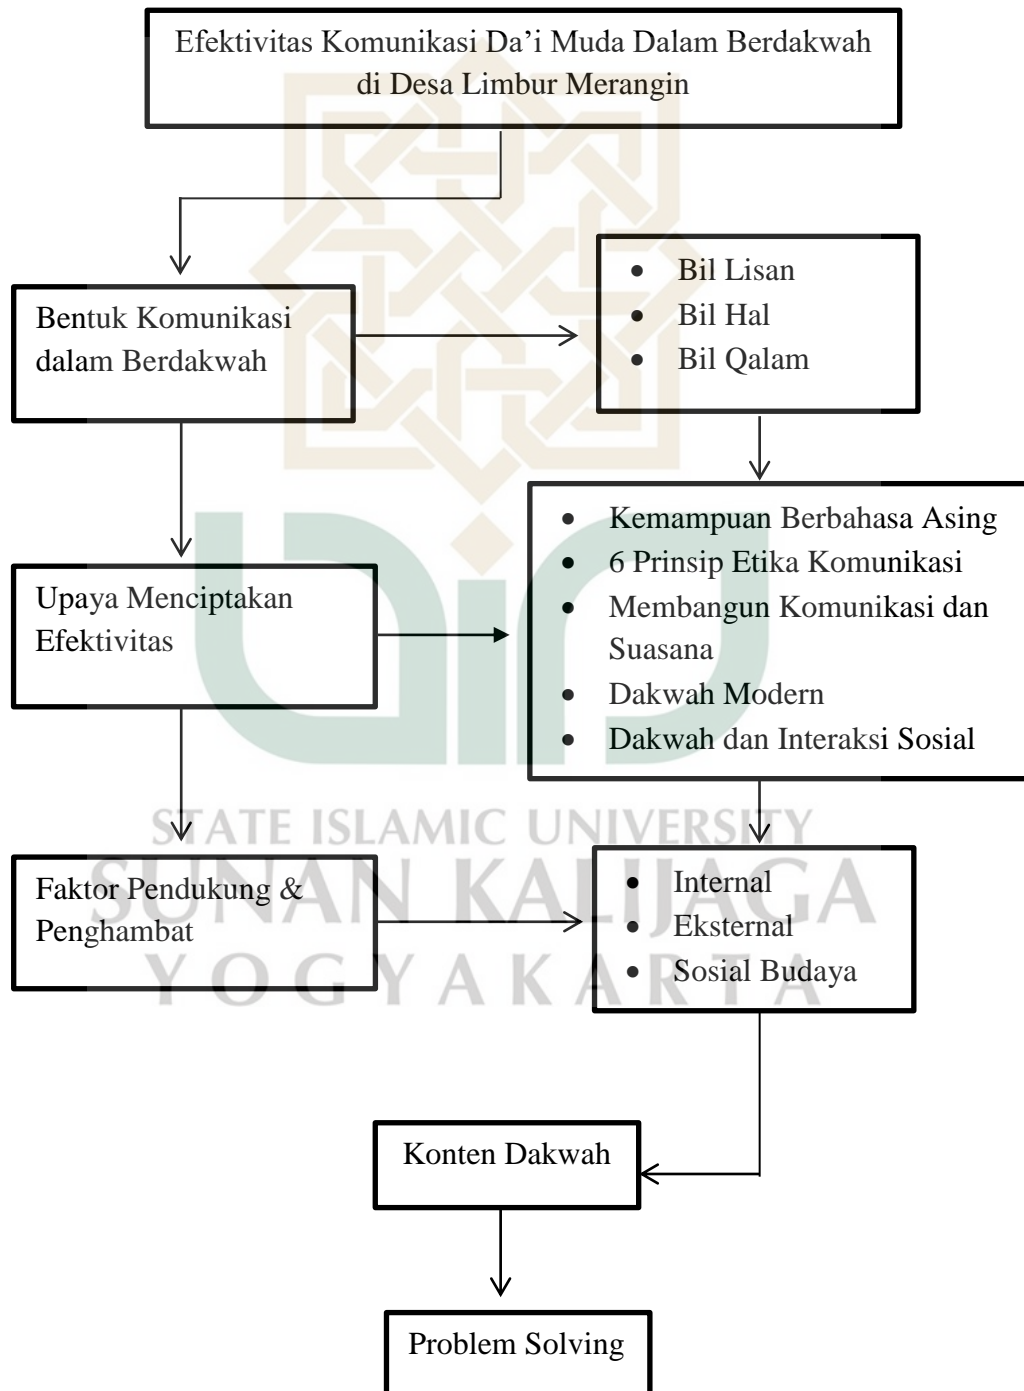 Efektivitas Komunikasi Da’i Muda Dalam Berdakwah
di Desa Limbur Merangin
Bentuk Komunikasi
dalam Berdakwah
• Bil Lisan
• Bil Hal
• Bil Qalam
Upaya Menciptakan
Efektivitas
• Kemampuan Berbahasa Asing
• 6 Prinsip Etika Komunikasi
• Membangun Komunikasi dan
Suasana
• Dakwah Modern
• Dakwah dan Interaksi Sosial
STATE ISLAMIC UNIVERSITY
SUNAN KALIJAGA
YOGYAKARTA
Faktor Pendukung &
Penghambat
• Internal
• Eksternal
• Sosial Budaya
Konten Dakwah
Problem Solving